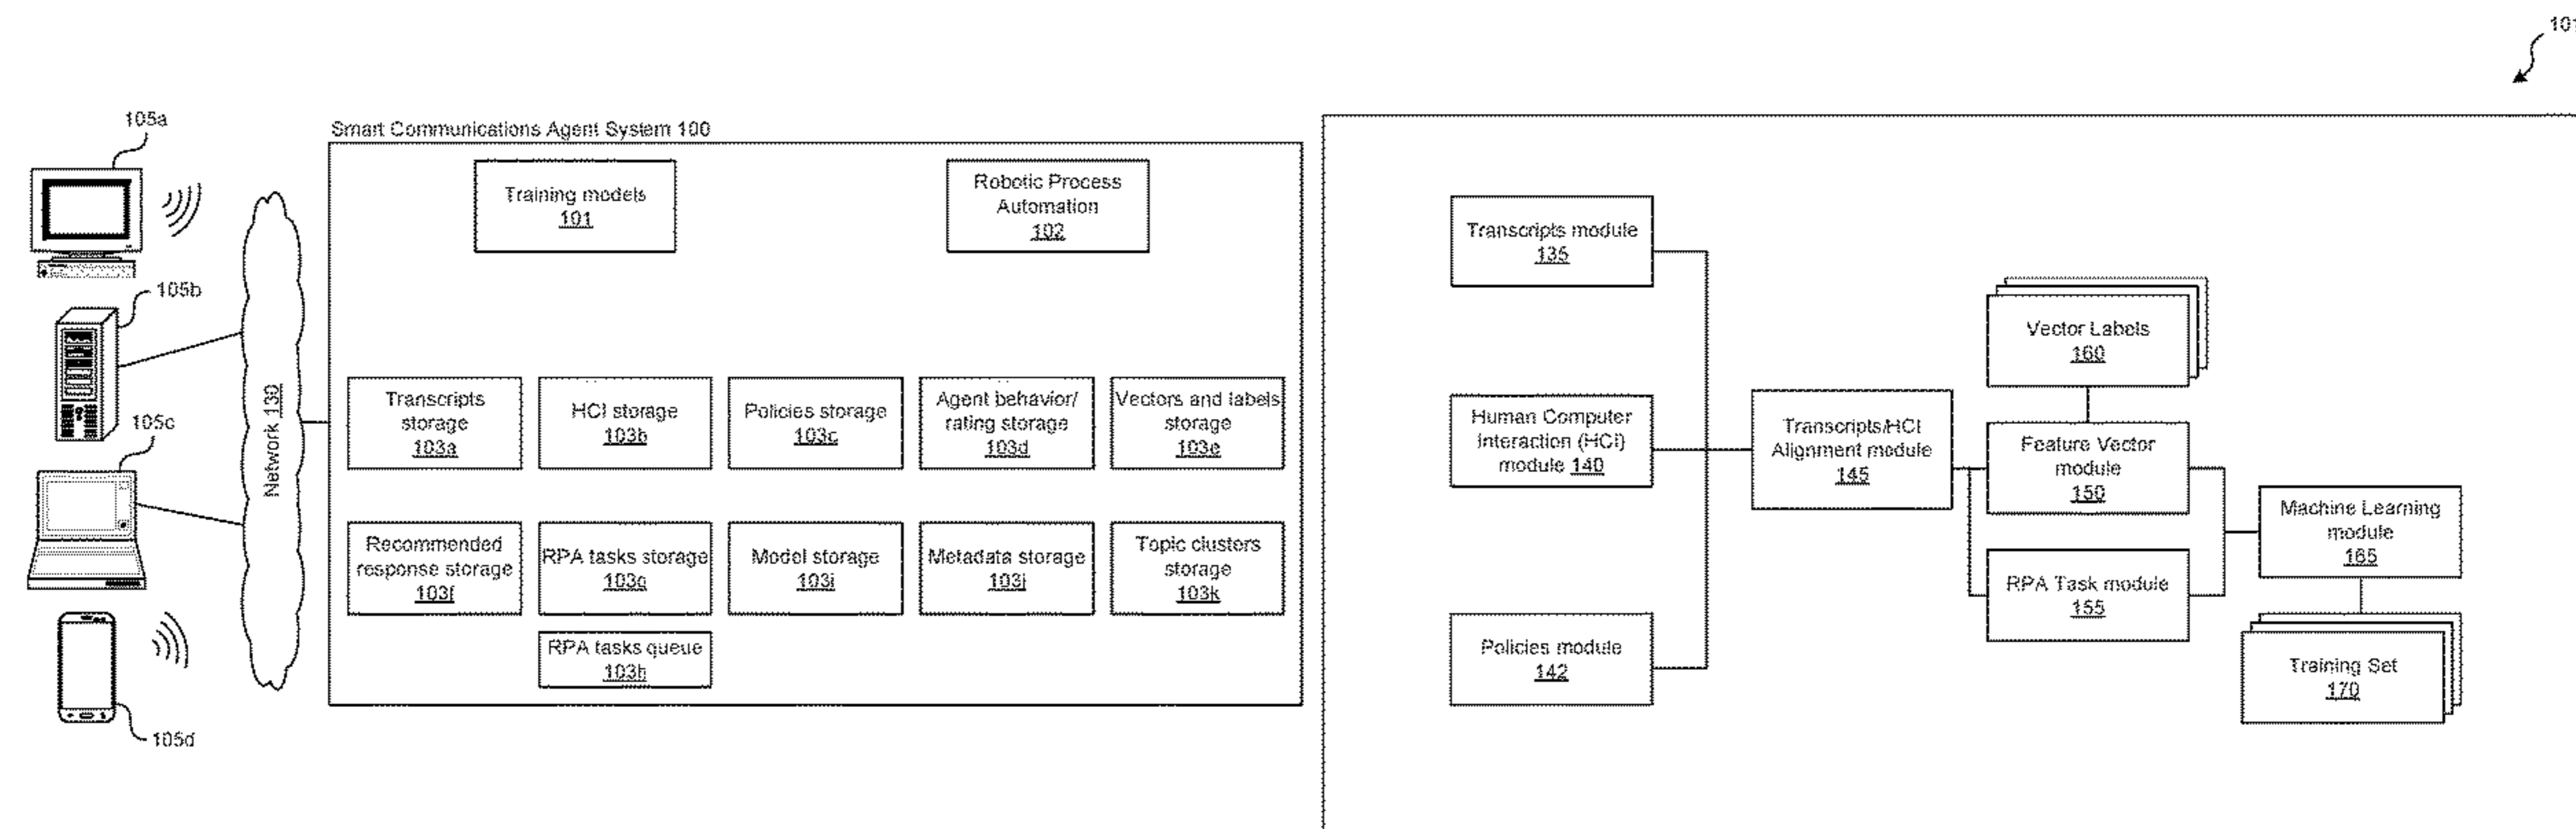 101
105a
105b
105c
105d
Network 130
Smart Communications Agent System 100
Training models
101
Robotic Process
Automation
102
Transcripts
storage
103a
HCI storage
103b
Policies storage
103c
Agent behavior/
rating storage
103d
Vectors and labels
storage
103e
Recommended
response storage
103f
RPA tasks storage
103g
Model storage
103i
Metadata storage
103j
Topic clusters
storage
103k
RPA tasks queue
103h
Transcripts module
135
Human Computer
Interaction (HCI)
module 140
Policies module
142
Transcripts/HCI
Alignment module
145
Vector Labels
160
Feature Vector
module
150
RPA Task module
155
Machine Learning
module
165
Training Set
170